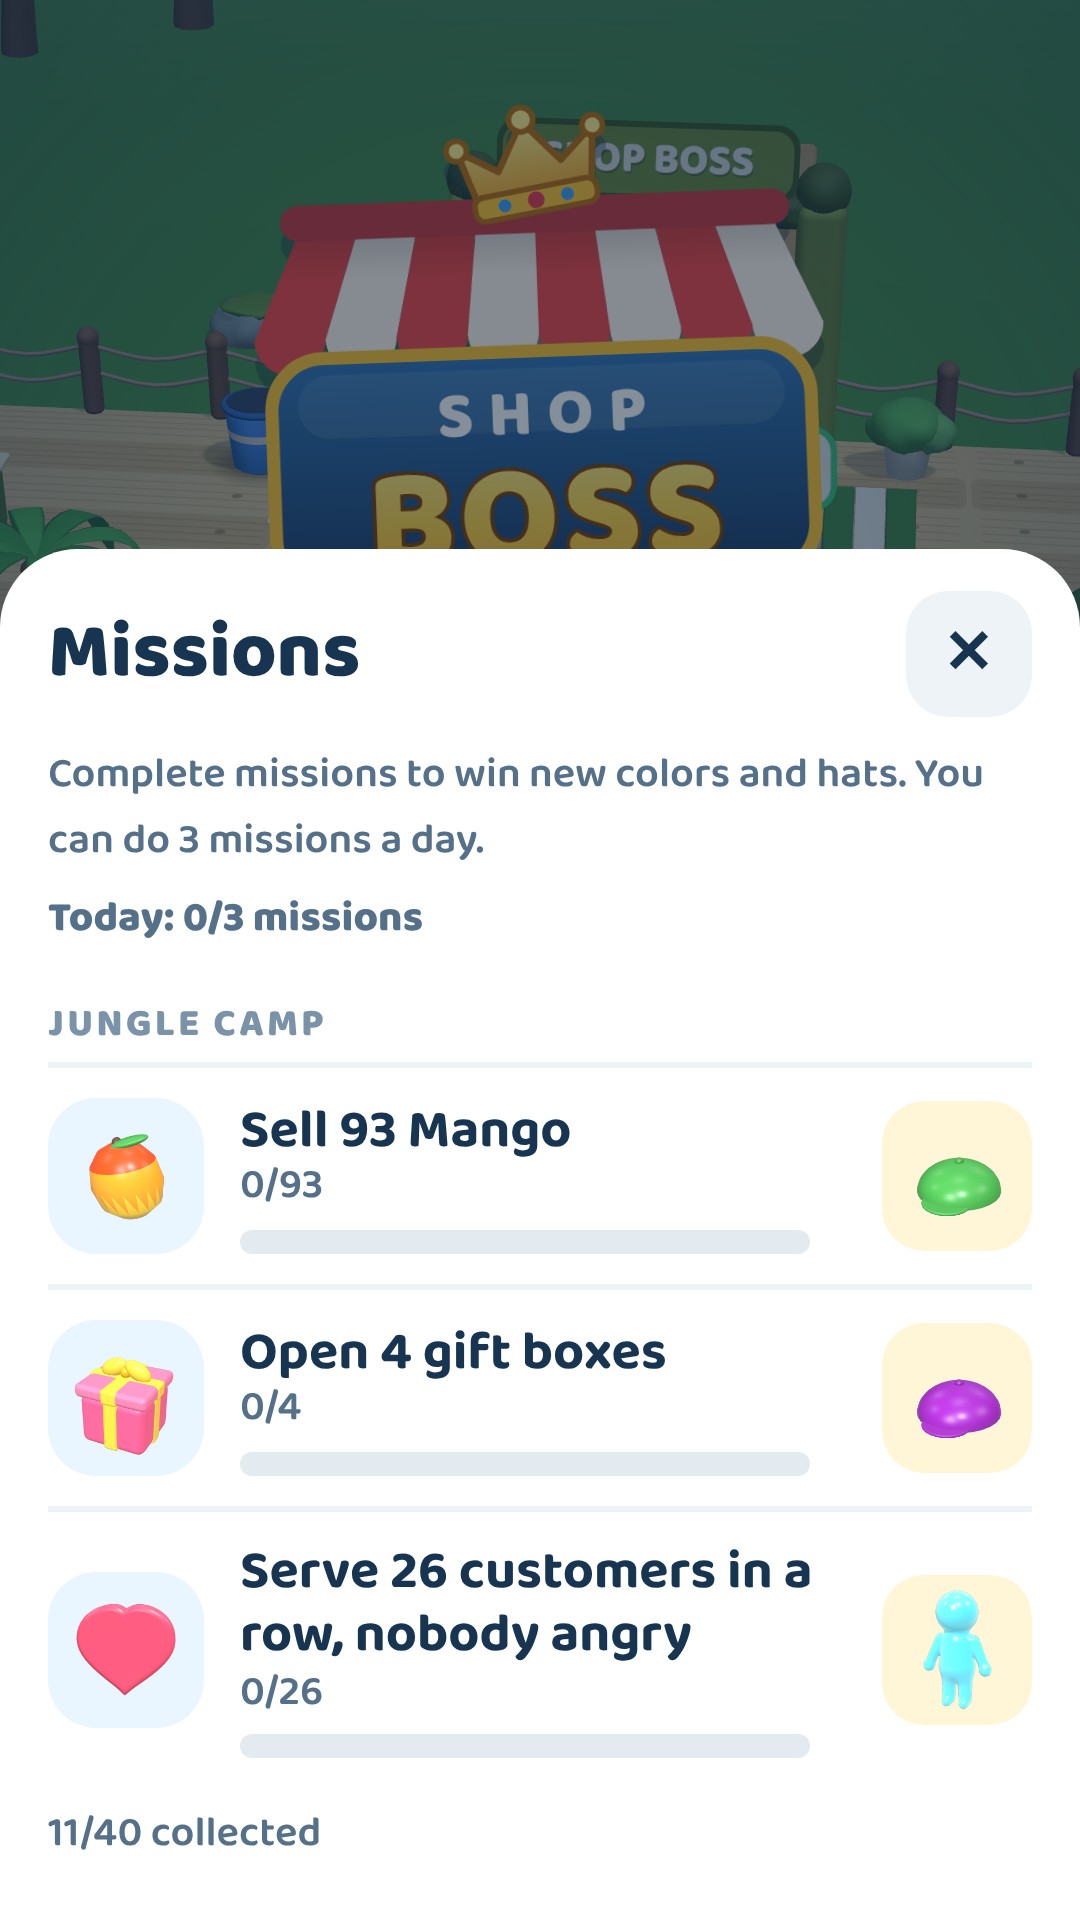 OP BOSS
SHOP
BOSS
Missions
Complete missions to win new colors and hats. You
can do 3 missions a day.
Today: 0/3 missions
JUNGLE CAMP
Sell 93 Mango
0/93
Open 4 gift boxes
0/4
Serve 26 customers in a
row, nobody angry
0/26
11/40 collected